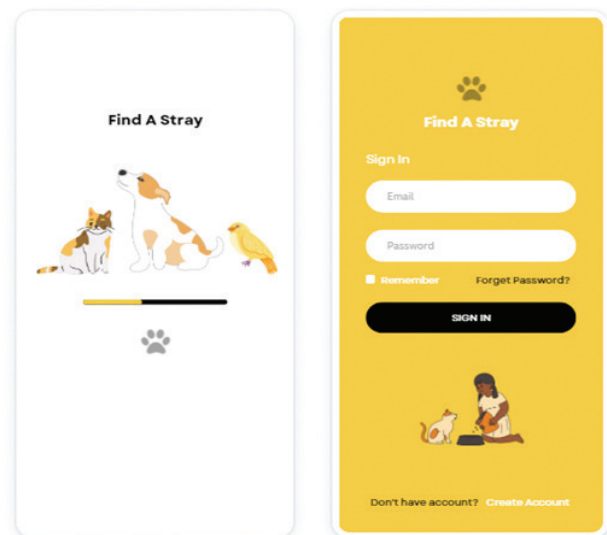 Find A Stray
Find A Stray
Sign In
Email
Password
Remember Forget Password?
SIGN IN
Don't have account? Create Account